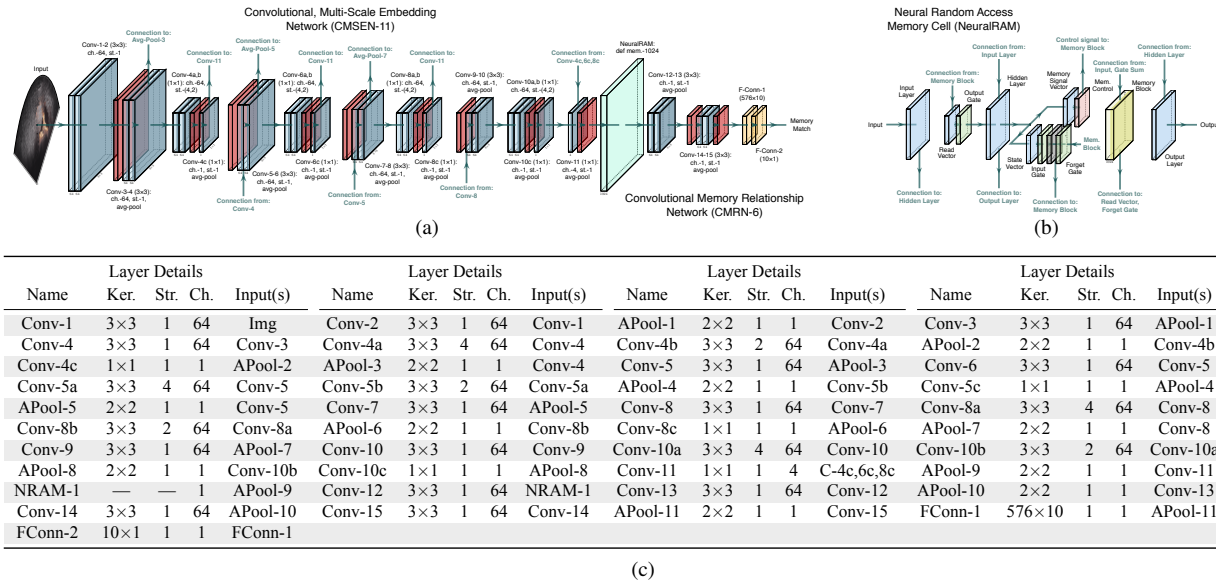 Convolutional, Multi-Scale Embedding
Network (CMSEN-11)
Input
Conv-1-2 (3x3):
ch.-64, st.-1
Connection to:
Avg-Pool-3
Conv-3-4 (3x3):
ch.-64, st.-1,
avg-pool
Conv-4a,b
(1x1): ch.-64,
st.-(4,2)
Connection to:
Conv-11
Conv-4c (1x1):
ch.-1, st.-1,
avg-pool
Connection to:
Avg-Pool-5
Conv-5-6 (3x3):
ch.-64, st.-1,
avg-pool
Connection from:
Conv-4
Conv-6a,b
(1x1): ch.-64,
st.-(4,2)
Connection to:
Conv-11
Conv-6c (1x1):
ch.-1, st.-1,
avg-pool
Connection to:
Avg-Pool-7
Conv-7-8 (3x3):
ch.-64, st.-1,
avg-pool
Connection from:
Conv-5
Conv-8a,b
(1x1): ch.-64,
st.-(4,2)
Connection to:
Conv-11
Conv-8c (1x1):
ch.-1, st.-1,
avg-pool
Conv-9-10 (3x3):
ch.-64, st.-1,
avg-pool
Connection from:
Conv-8
Conv-10a,b (1x1):
ch.-64, st.-(4,2)
Conv-10c (1x1):
ch.-1, st.-1,
avg-pool
Connection from:
Conv-4c,6c,8c
Conv-11 (1x1):
ch.-4, st.-1,
avg-pool
NeuralRAM:
def mem.-1024
Conv-12-13 (3x3):
ch.-1, st.-1,
avg-pool
Conv-14-15 (3x3):
ch.-1, st.-1,
avg-pool
F-Conn-1
(576x10)
F-Conn-2
(10x1)
Memory
Match
Convolutional Memory Relationship
Network (CMRN-6)
(a)
Neural Random Access
Memory Cell (NeuralRAM)
Input
Input
Layer
Connection to:
Hidden Layer
Connection from:
Memory Block
Output
Gate
Read
Vector
Connection from:
Input Layer
Hidden
Layer
Connection to:
Output Layer
State
Vector
Input
Gate
Control signal to:
Memory Block
Memory
Signal
Vector
Mem.
Control
Forget
Gate
Mem.
Block
Connection to:
Memory Block
Connection from:
Input, Gate Sum
Memory
Block
Connection to:
Read Vector,
Forget Gate
Connection from:
Hidden Layer
Output
Layer
Output
(b)
Layer Details Layer Details Layer Details Layer Details
Name Ker. Str. Ch. Input(s) Name Ker. Str. Ch. Input(s) Name Ker. Str. Ch. Input(s) Name Ker. Str. Ch. Input(s)
Conv-1 3×3 1 64 Img Conv-2 3×3 1 64 Conv-1 APool-1 2×2 1 1 Conv-2 Conv-3 3×3 1 64 APool-1
Conv-4 3×3 1 64 Conv-3 Conv-4a 3×3 4 64 Conv-4 Conv-4b 3×3 2 64 Conv-4a APool-2 2×2 1 1 Conv-4b
Conv-4c 1×1 1 1 APool-2 APool-3 2×2 1 1 Conv-4 Conv-5 3×3 1 64 APool-3 Conv-6 3×3 1 64 Conv-5
Conv-5a 3×3 4 64 Conv-5 Conv-5b 3×3 2 64 Conv-5a APool-4 2×2 1 1 Conv-5b Conv-5c 1×1 1 1 APool-4
APool-5 2×2 1 1 Conv-5 Conv-7 3×3 1 64 APool-5 Conv-8 3×3 1 64 Conv-7 Conv-8a 3×3 4 64 Conv-8
Conv-8b 3×3 2 64 Conv-8a APool-6 2×2 1 1 Conv-8b Conv-8c 1×1 1 1 APool-6 APool-7 2×2 1 1 Conv-8
Conv-9 3×3 1 64 APool-7 Conv-10 3×3 1 64 Conv-9 Conv-10a 3×3 4 64 Conv-10 Conv-10b 3×3 2 64 Conv-10a
APool-8 2×2 1 1 Conv-10b Conv-10c 1×1 1 1 APool-8 Conv-11 1×1 1 4 C-4c,6c,8c APool-9 2×2 1 1 Conv-11
NRAM-1 — — 1 APool-9 Conv-12 3×3 1 64 NRAM-1 Conv-13 3×3 1 64 Conv-12 APool-10 2×2 1 1 Conv-13
Conv-14 3×3 1 64 APool-10 Conv-15 3×3 1 64 Conv-14 APool-11 2×2 1 1 Conv-15 FConn-1 576×10 1 1 APool-11
FConn-2 10×1 1 1 FConn-1
(c)